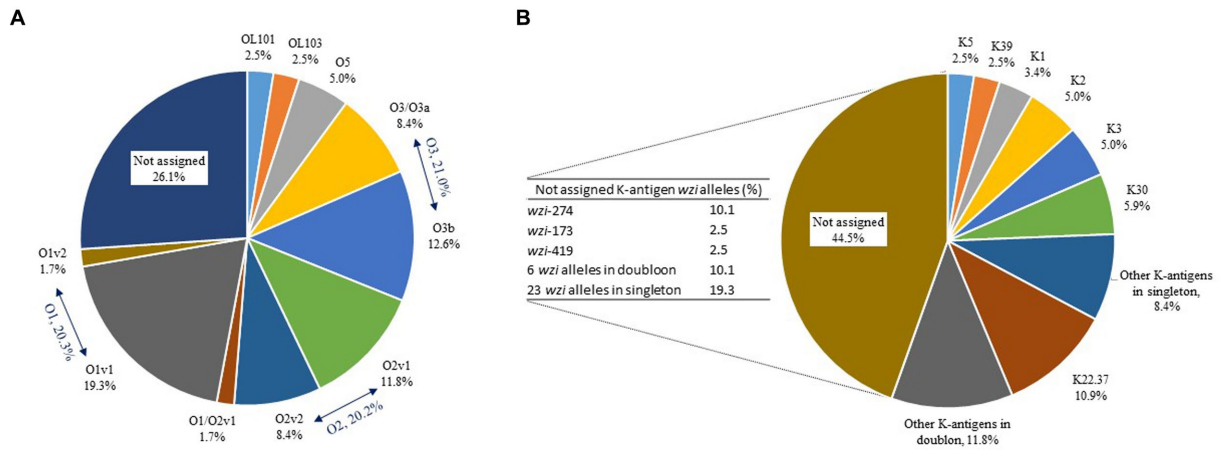 A
OL101
2.5%
OL103
2.5%
O5
5.0%
O3/O3a
8.4%
O3, 21.0%
O3b
12.6%
O2v1
11.8%
O2, 20.2%
O2v2
8.4%
O1/O2v1
1.7%
O1v1
19.3%
O1, 20.3%
O1v2
1.7%
Not assigned
26.1%
B
K5
2.5%
K39
2.5%
K1
3.4%
K2
5.0%
K3
5.0%
K30
5.9%
Other K-antigens
in singleton,
8.4%
K22.37
10.9%
Other K-antigens in
doublon, 11.8%
Not assigned
44.5%
Not assigned K-antigen wzi alleles (%)
wzi-274 10.1
wzi-173 2.5
wzi-419 2.5
6 wzi alleles in doubloon 10.1
23 wzi alleles in singleton 19.3